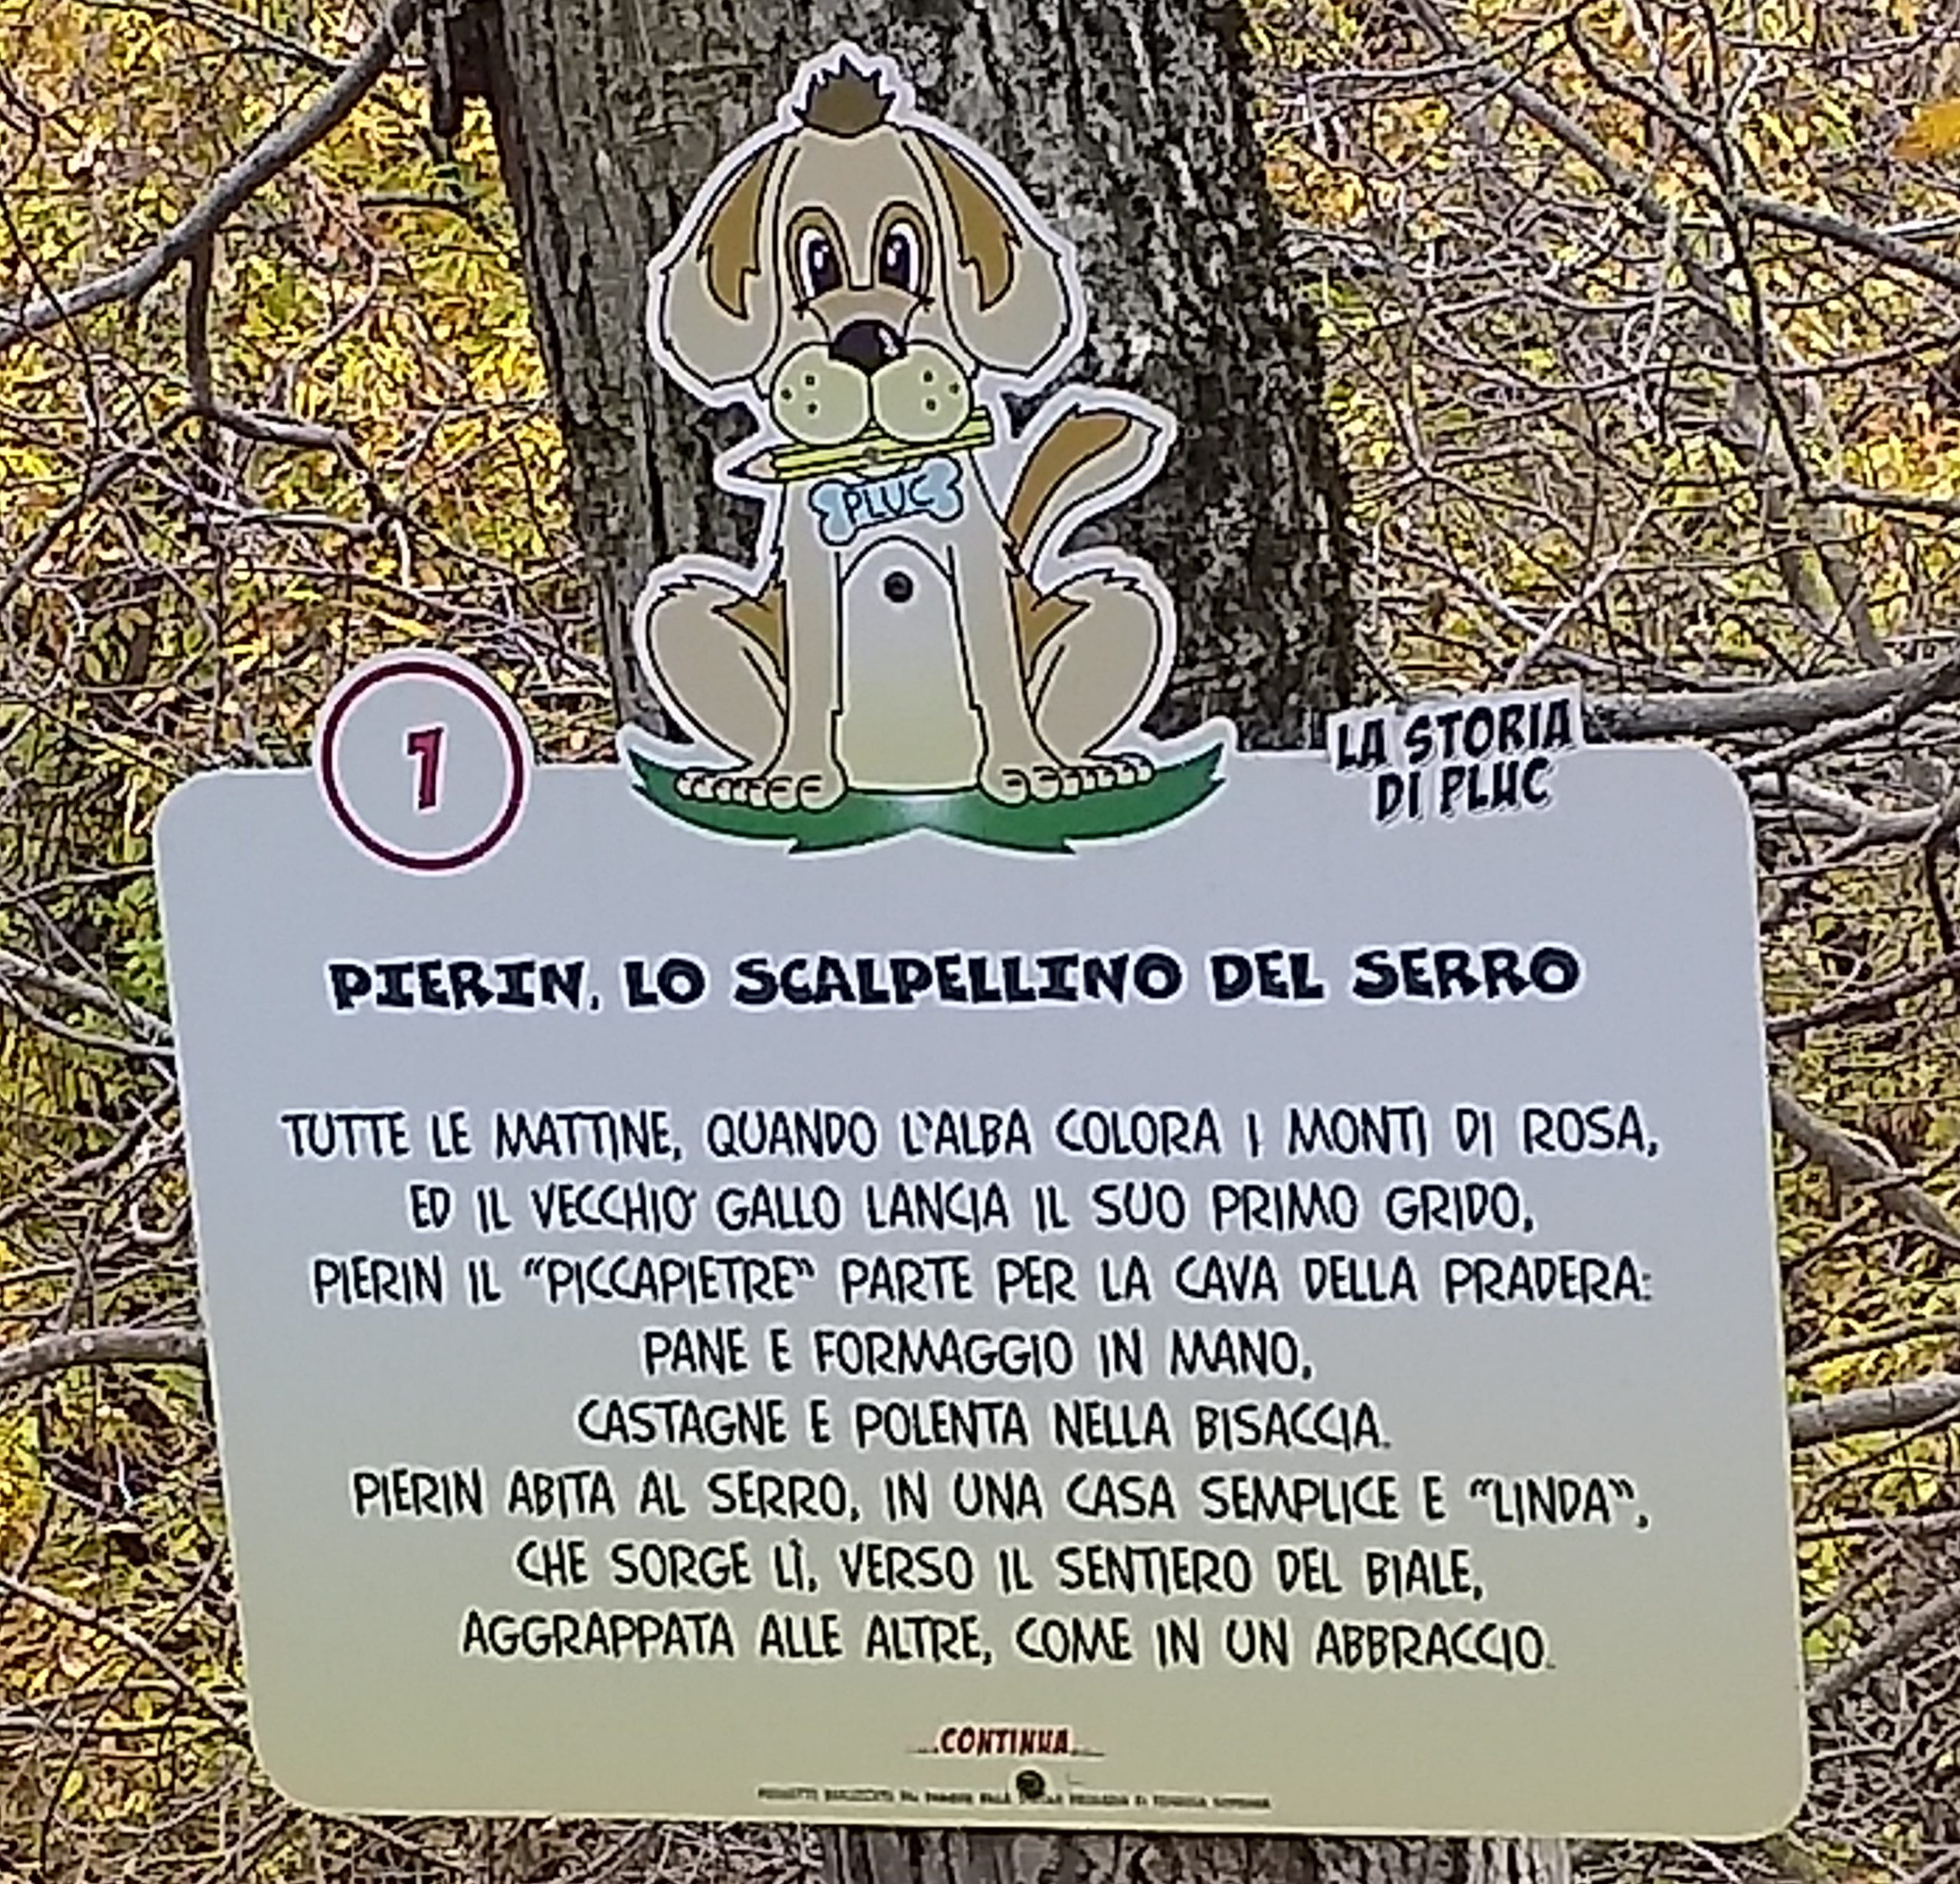 PLUC
1
LA STORIA
DI PLUC
PIERIN, LO SCALPELLINO DEL SERRO
TUTTE LE MATTINE, QUANDO L'ALBA COLORA I MONTI DI ROSA,
ED IL VECCHIO GALLO LANCIA IL SUO PRIMO GRIDO,
PIERIN IL "PICCAPIETRE" PARTE PER LA CAVA DELLA PRADERA:
PANE E FORMAGGIO IN MANO,
CASTAGNE E POLENTA NELLA BISACCIA.
PIERIN ABITA AL SERRO, IN UNA CASA SEMPLICE E "LINDA",
CHE SORGE LÌ, VERSO IL SENTIERO DEL BIALE,
AGGRAPPATA ALLE ALTRE, COME IN UN ABBRACCIO.
...CONTINUA...